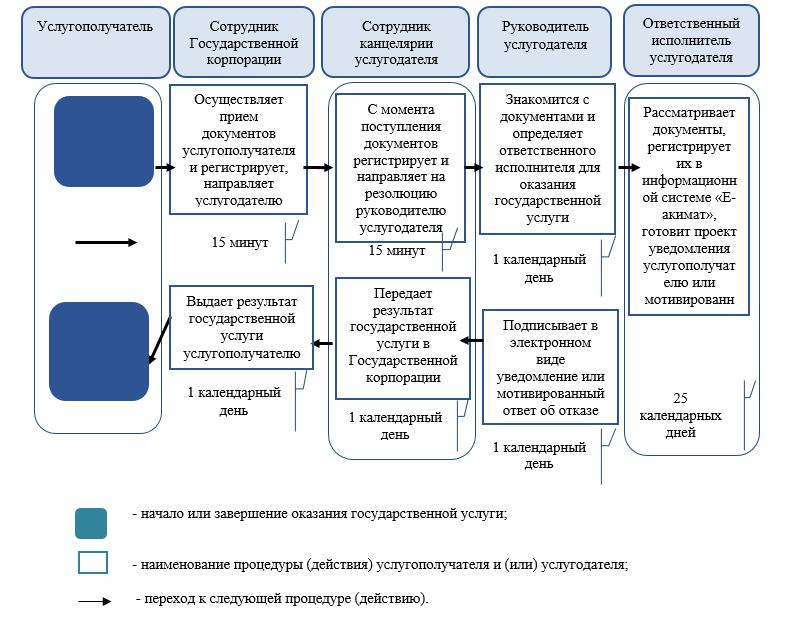 Услугополучатель
Сотрудник
Государственной
корпорации
Сотрудник
канцелярии
услугодателя
Руководитель
услугодателя
Ответственный
исполнитель
услугодателя
Осуществляет
прием
документов
услугополучателя
и регистрирует,
направляет
услугодателю
15 минут
С момента
поступления
документов
регистрирует и
направляет на
резолюцию
руководителю
услугодателя
15 минут
Знакомится с
документами и
определяет
ответственного
исполнителя для
оказания
государственной
услуги
1 календарный
день
Рассматривает
документы,
регистрирует
их в
информационн
ой системе «Е-
акимат»,
готовит проект
уведомления
услугополучат
елю или
мотивированн
25
календарных
дней
Выдает результат
государственной
услуги
услугополучателю
1 календарный
день
Передает
результат
государственной
услуги в
Государственной
корпорации
1 календарный
день
Подписывает в
электронном
виде
уведомление или
мотивированный
ответ об отказе
1 календарный
день
- начало или завершение оказания государственной услуги;
- наименование процедуры (действия) услугополучателя и (или) услугодателя;
- переход к следующей процедуре (действию).